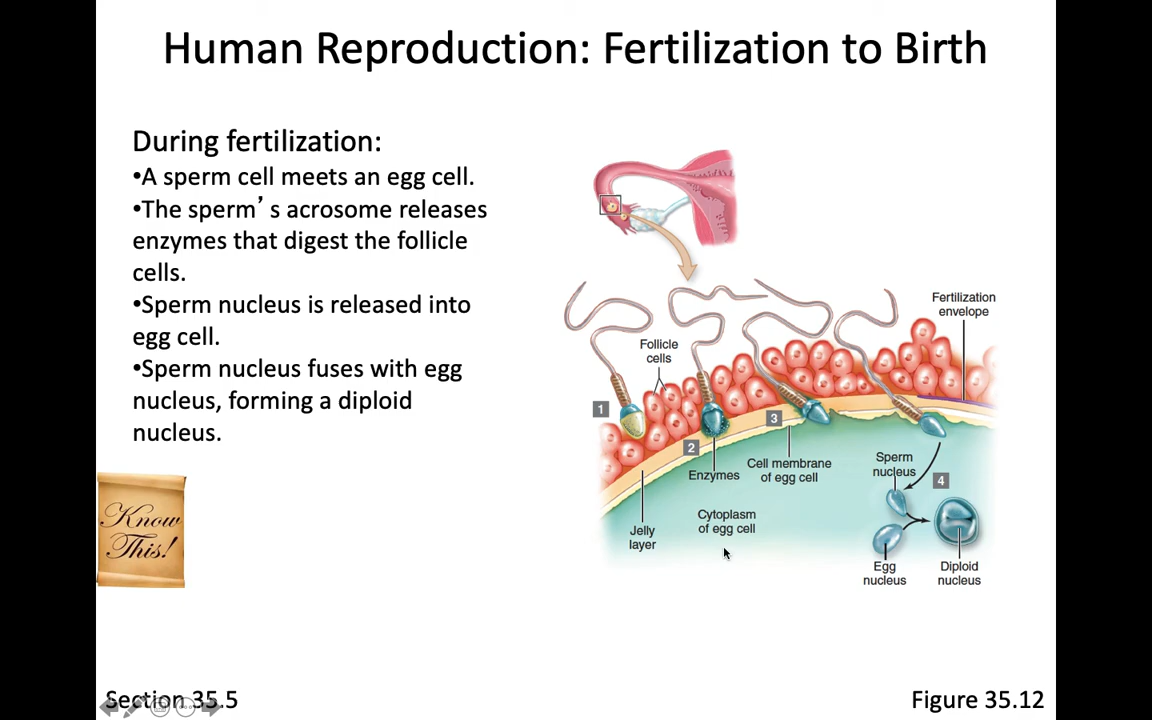 Human Reproduction: Fertilization to Birth
During fertilization:
•A sperm cell meets an egg cell.
•The sperm’ s acrosome releases
enzymes that digest the follicle
cells.
•Sperm nucleus is released into
egg cell.
•Sperm nucleus fuses with egg
nucleus, forming a diploid
nucleus.
Know
This!
Fertilization
envelope
Follicle
cells
1
2
3
Enzymes
Cell membrane
of egg cell
Sperm
nucleus
4
Cytoplasm
of egg cell
Jelly
layer
Egg
nucleus
Diploid
nucleus
Section 35.5
Figure 35.12